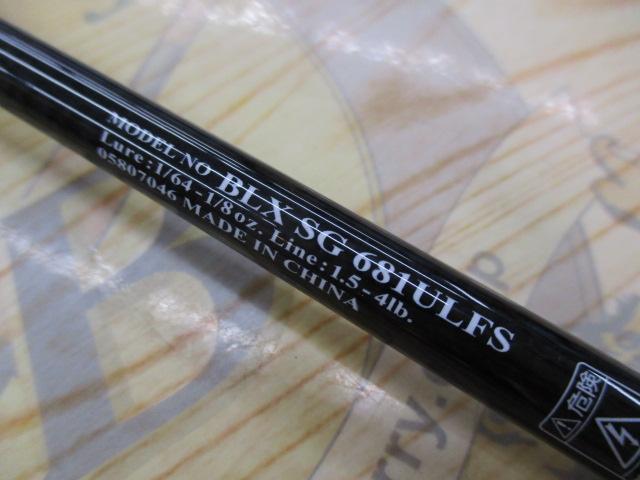 MODEL NO BLX SG 681ULFS
Lure:1/64-1/8oz. Line:1.5-4lb.
05807046 MADE IN CHINA
危険